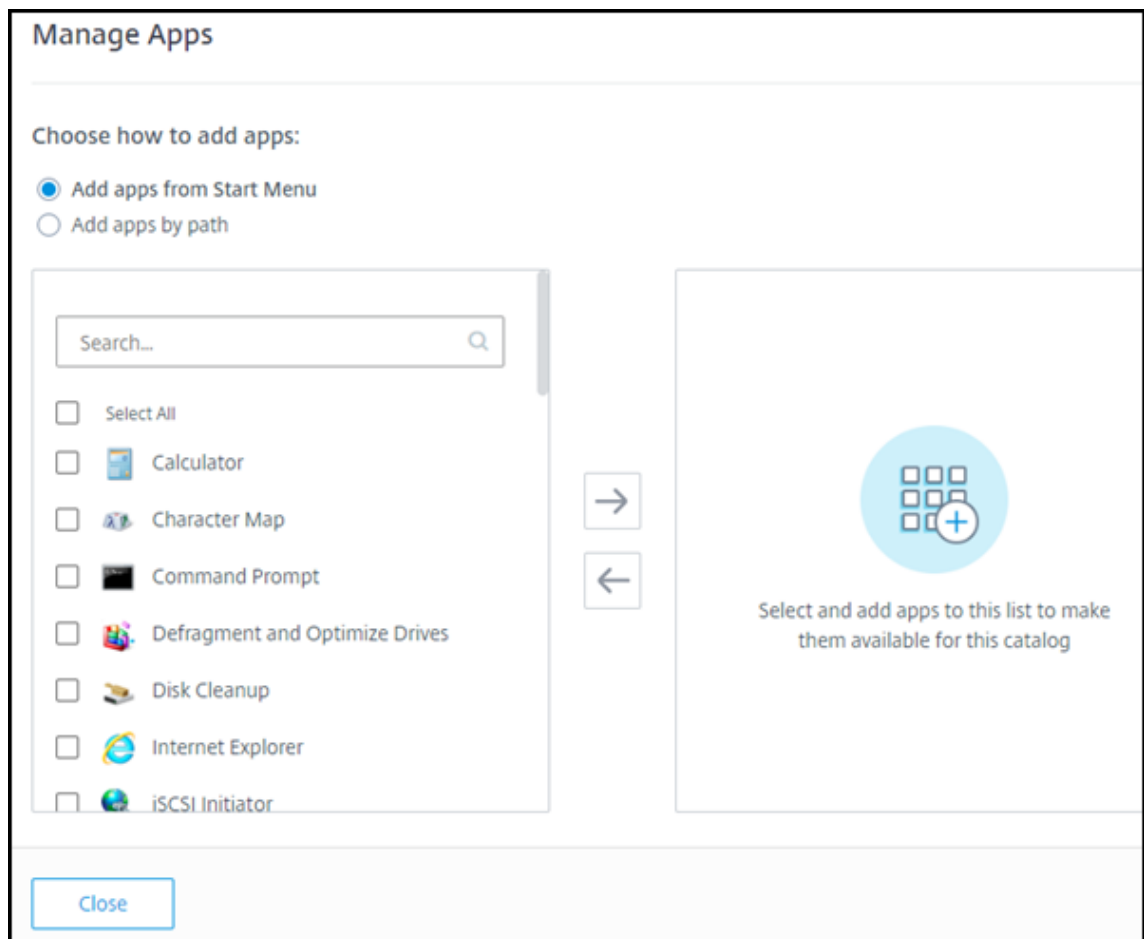 Manage Apps
Choose how to add apps:
Add apps from Start Menu
Add apps by path
Search...
Select All
Calculator
Character Map
Command Prompt
Defragment and Optimize Drives
Disk Cleanup
Internet Explorer
iSCSI Initiator
Select and add apps to this list to make
them available for this catalog
Close